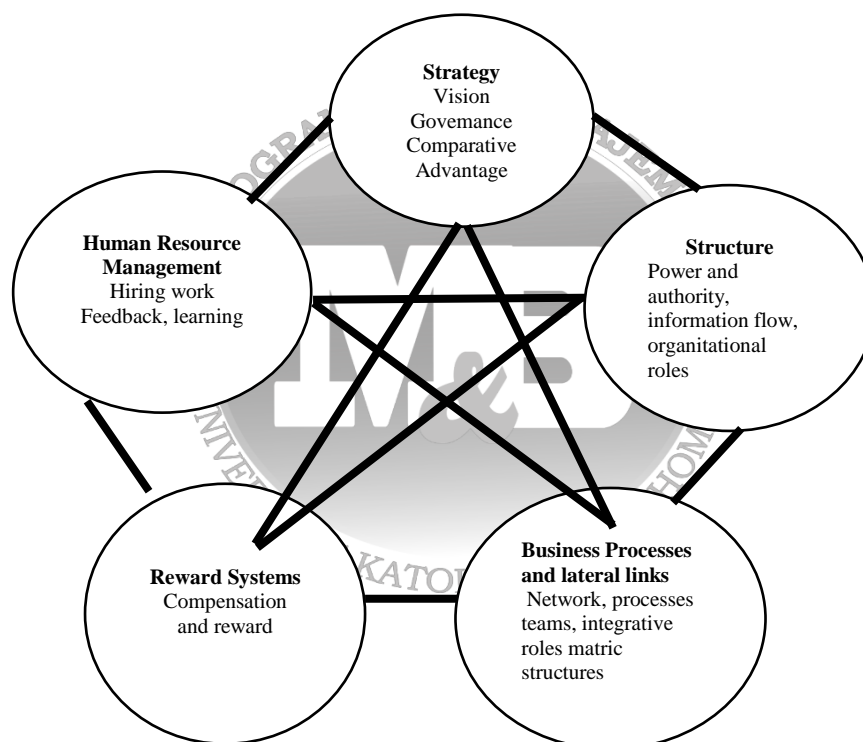 Strategy
Vision
Govemance
Comparative
Advantage
Human Resource
Management
Hiring work
Feedback, learning
Structure
Power and
authority,
information flow,
organitational
roles
M&B
Reward Systems
Compensation
and reward
Business Processes
and lateral links
Network, processes
teams, integrative
roles matric
structures